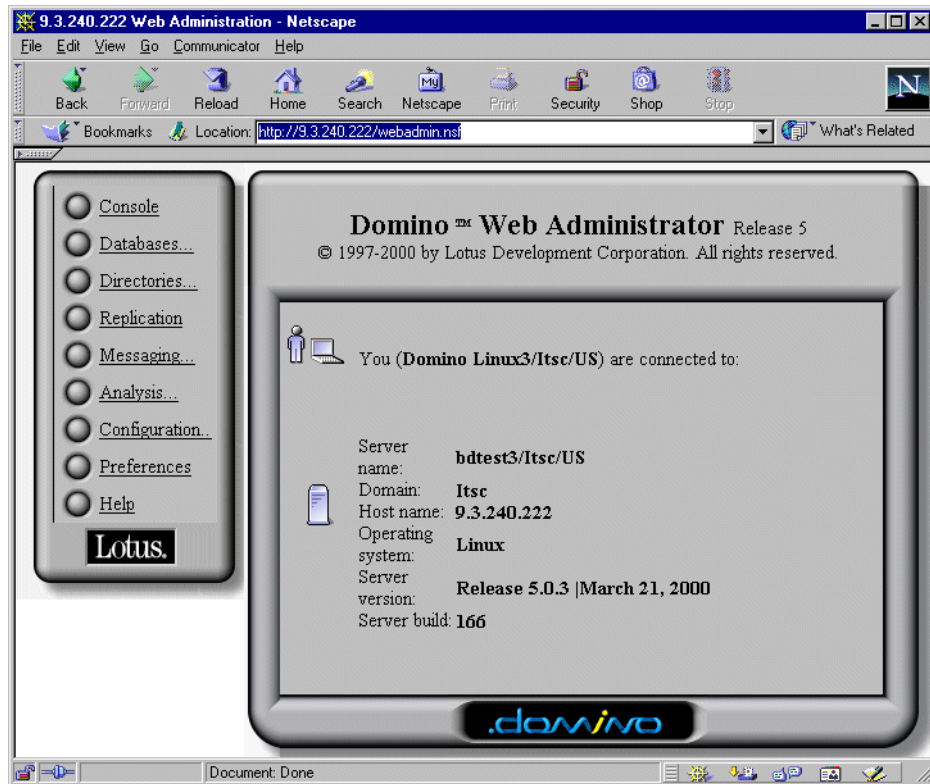 9.3.240.222 Web Administration - Netscape
File Edit View Go Communicator Help
My
N
Back Forward Reload Home Search Netscape Print Security Shop Stop
Bookmarks Location: http://9.3.240.222/webadmin.nsf What's Related
Console
Databases...
Directories...
Replication
Messaging...
Analysis...
Configuration..
Preferences
Help
Lotus.
Domino ™ Web Administrator Release 5
© 1997-2000 by Lotus Development Corporation. All rights reserved.
You (Domino Linux3/Itsc/US) are connected to:
Server name: bdtest3/Itsc/US
Domain: Itsc
Host name: 9.3.240.222
Operating system: Linux
Server version: Release 5.0.3 |March 21, 2000
Server build: 166
.domino
Document: Done